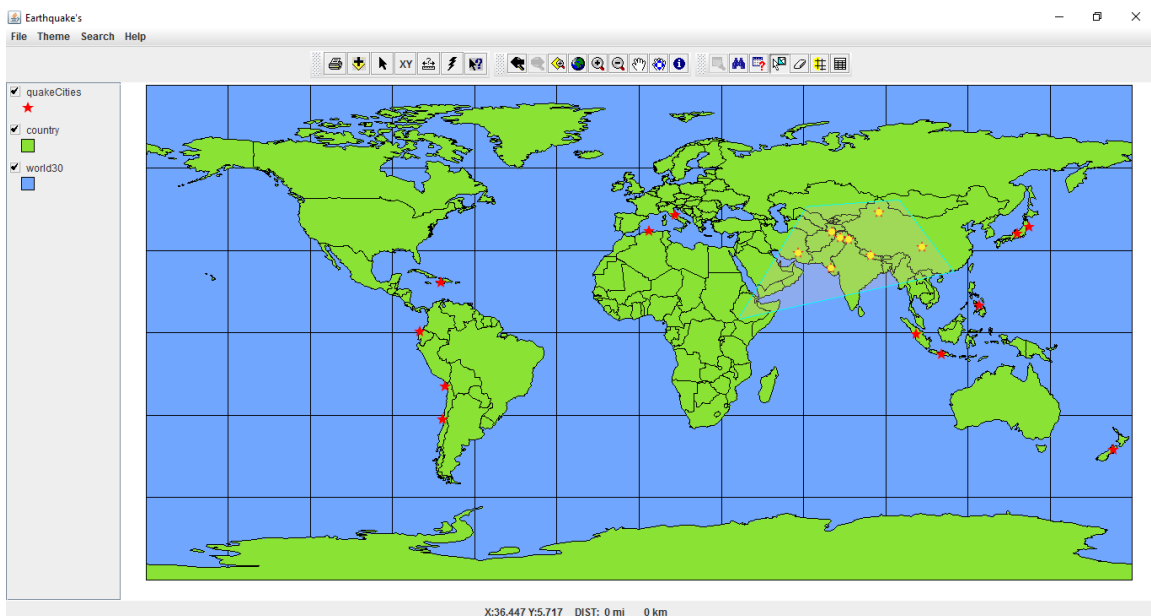 Earthquake's
File Theme Search Help
XY
quakeCities
country
world30
X:36.447 Y:5.717 DIST: 0 mi 0 km